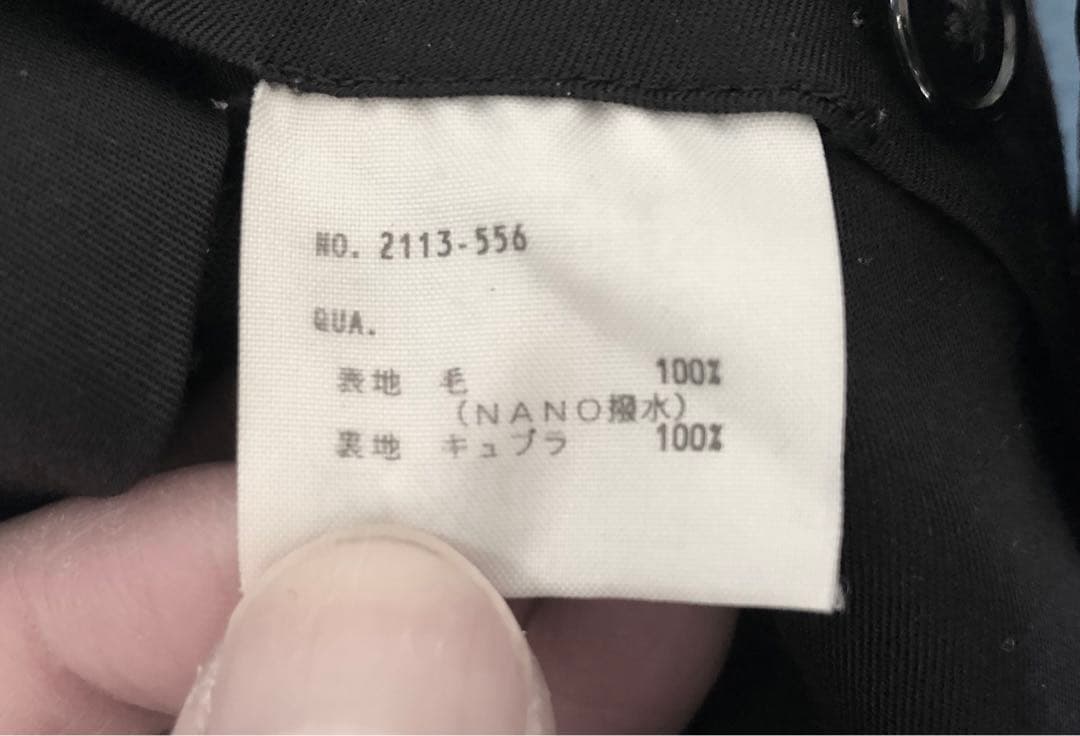 NO. 2113-556
QUA.
表地 毛 100%
(NANO撥水)
裏地 キュプラ 100%